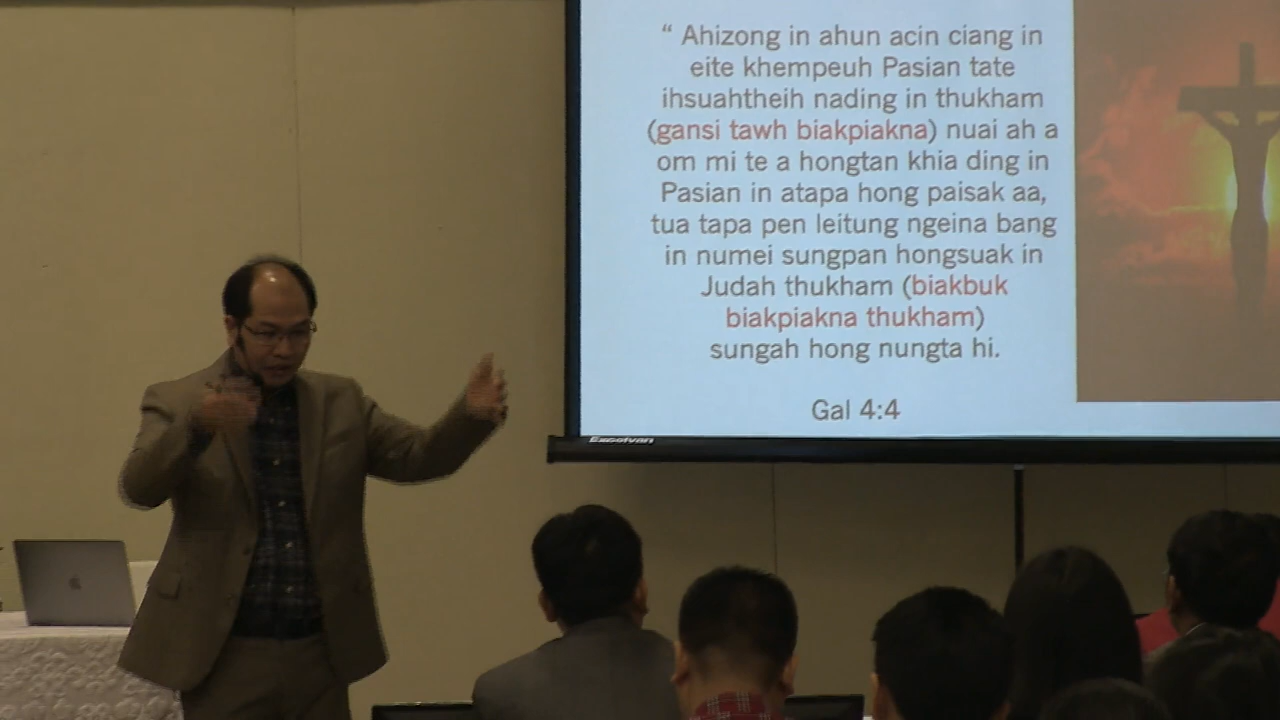 “ Ahizong in ahun acin ciang in
eite khempeuh Pasian tate
ihsuahtheih nading in thukham
(gansi tawh biakpiakna) nuai ah a
om mi te a hongtan khia ding in
Pasian in atapa hong paisak aa,
tua tapa pen leitung ngeina bang
in numei sungpan hongsuak in
Judah thukham (biakbuk
biakpiakna thukham)
sungah hong nungta hi.
Gal 4:4
Excelvan